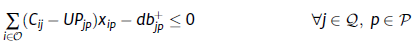 ∑_{i∈𝒪} (C_{ij} − UP_{jp}) x_{ip} − db⁺_{jp} ≤ 0    ∀j ∈ 𝒬, p ∈ 𝒫